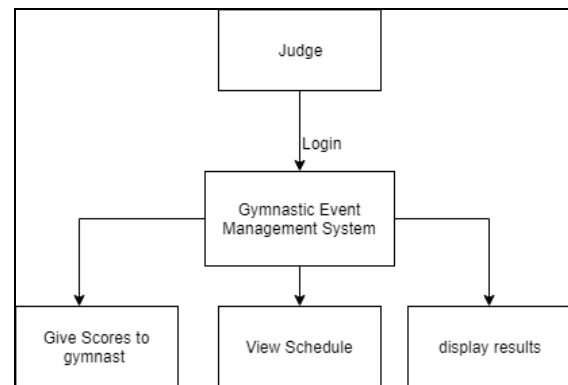 Judge
Login
Gymnastic Event
Management System
Give Scores to
gymnast
View Schedule
display results